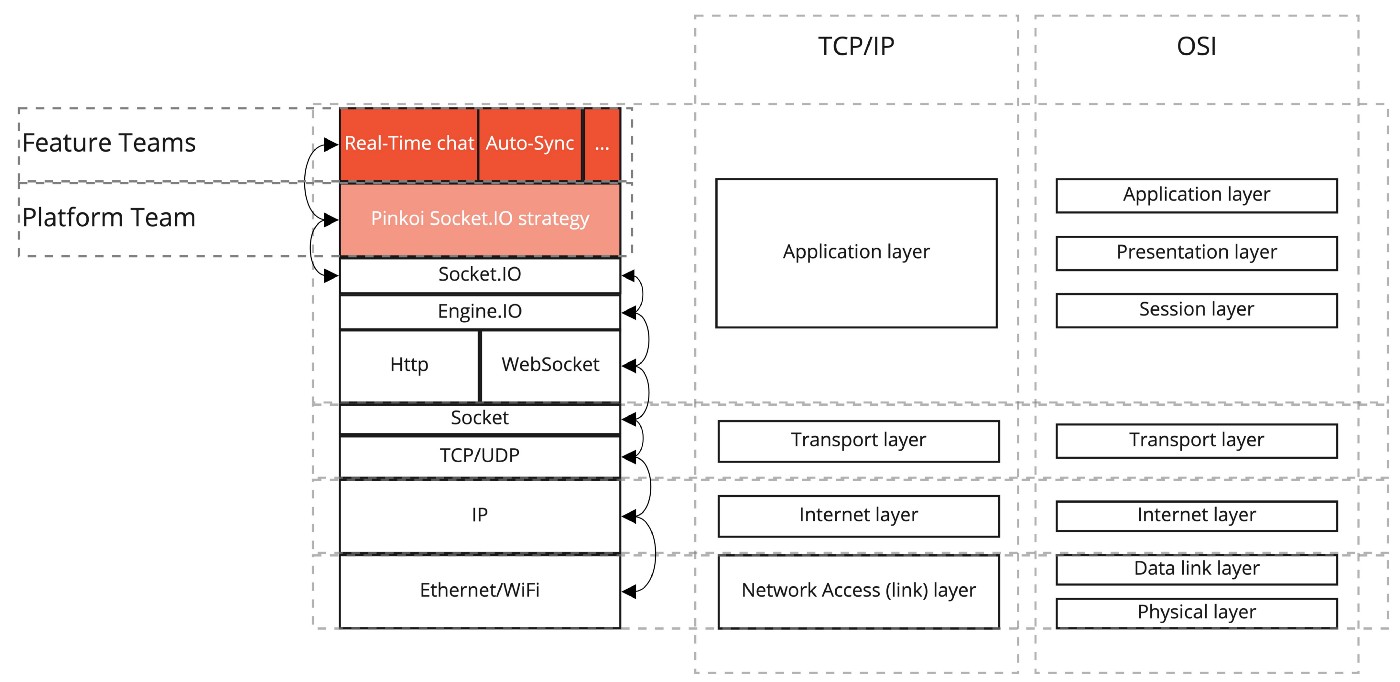 TCP/IP
OSI
Feature Teams
Real-Time chat
Auto-Sync
...
Platform Team
Pinkoi Socket.IO strategy
Socket.IO
Engine.IO
Http
WebSocket
Socket
TCP/UDP
IP
Ethernet/WiFi
Application layer
Transport layer
Internet layer
Network Access (link) layer
Application layer
Presentation layer
Session layer
Transport layer
Internet layer
Data link layer
Physical layer